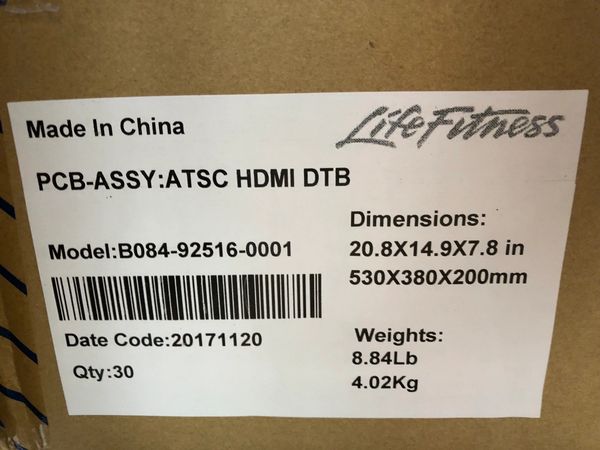 Made In China
LifeFitness
PCB-ASSY:ATSC HDMI DTB
Model:B084-92516-0001
Date Code:20171120
Qty:30
Dimensions:
20.8X14.9X7.8 in
530X380X200mm
Weights:
8.84Lb
4.02Kg